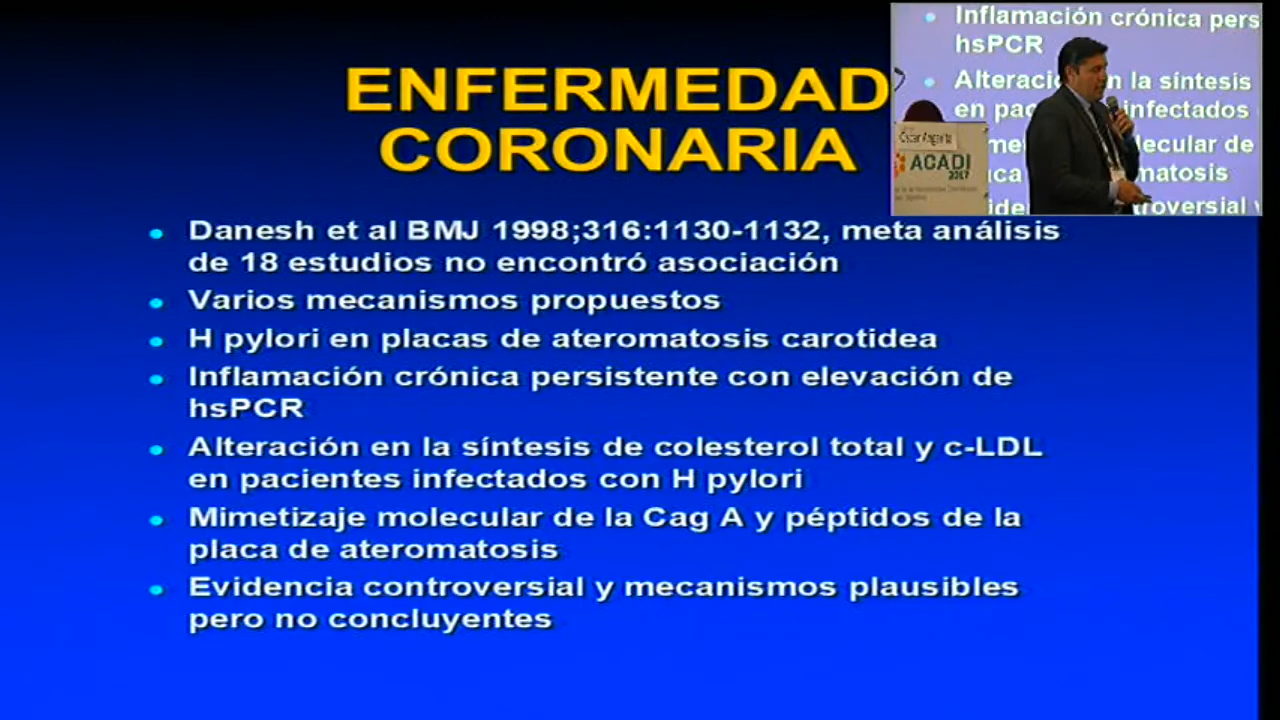 ENFERMEDAD
CORONARIA
Danesh et al BMJ 1998;316:1130-1132, meta análisis
de 18 estudios no encontró asociación
Varios mecanismos propuestos
H pylori en placas de ateromatosis carotidea
Inflamación crónica persistente con elevación de
hsPCR
Alteración en la síntesis de colesterol total y c-LDL
en pacientes infectados con H pylori
Mimetizaje molecular de la Cag A y péptidos de la
placa de ateromatosis
Evidencia controversial y mecanismos plausibles
pero no concluyentes
Inflamación crónica pers
hsPCR
en la síntesis
en infectados
lecular de
matosis
troversial
Oscar
ACADI
2017